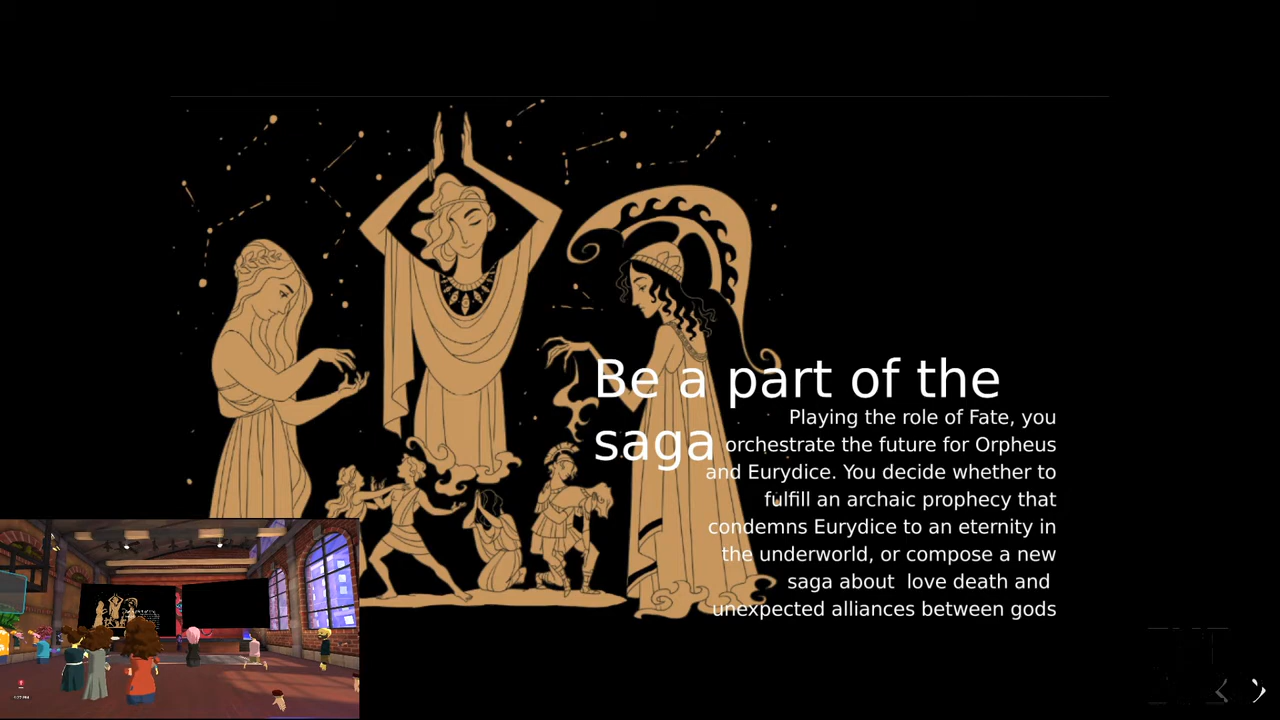 Be a part of the
saga
Playing the role of Fate, you
orchestrate the future for Orpheus
and Eurydice. You decide whether to
fulfill an archaic prophecy that
condemns Eurydice to an eternity in
the underworld, or compose a new
saga about love death and
unexpected alliances between gods